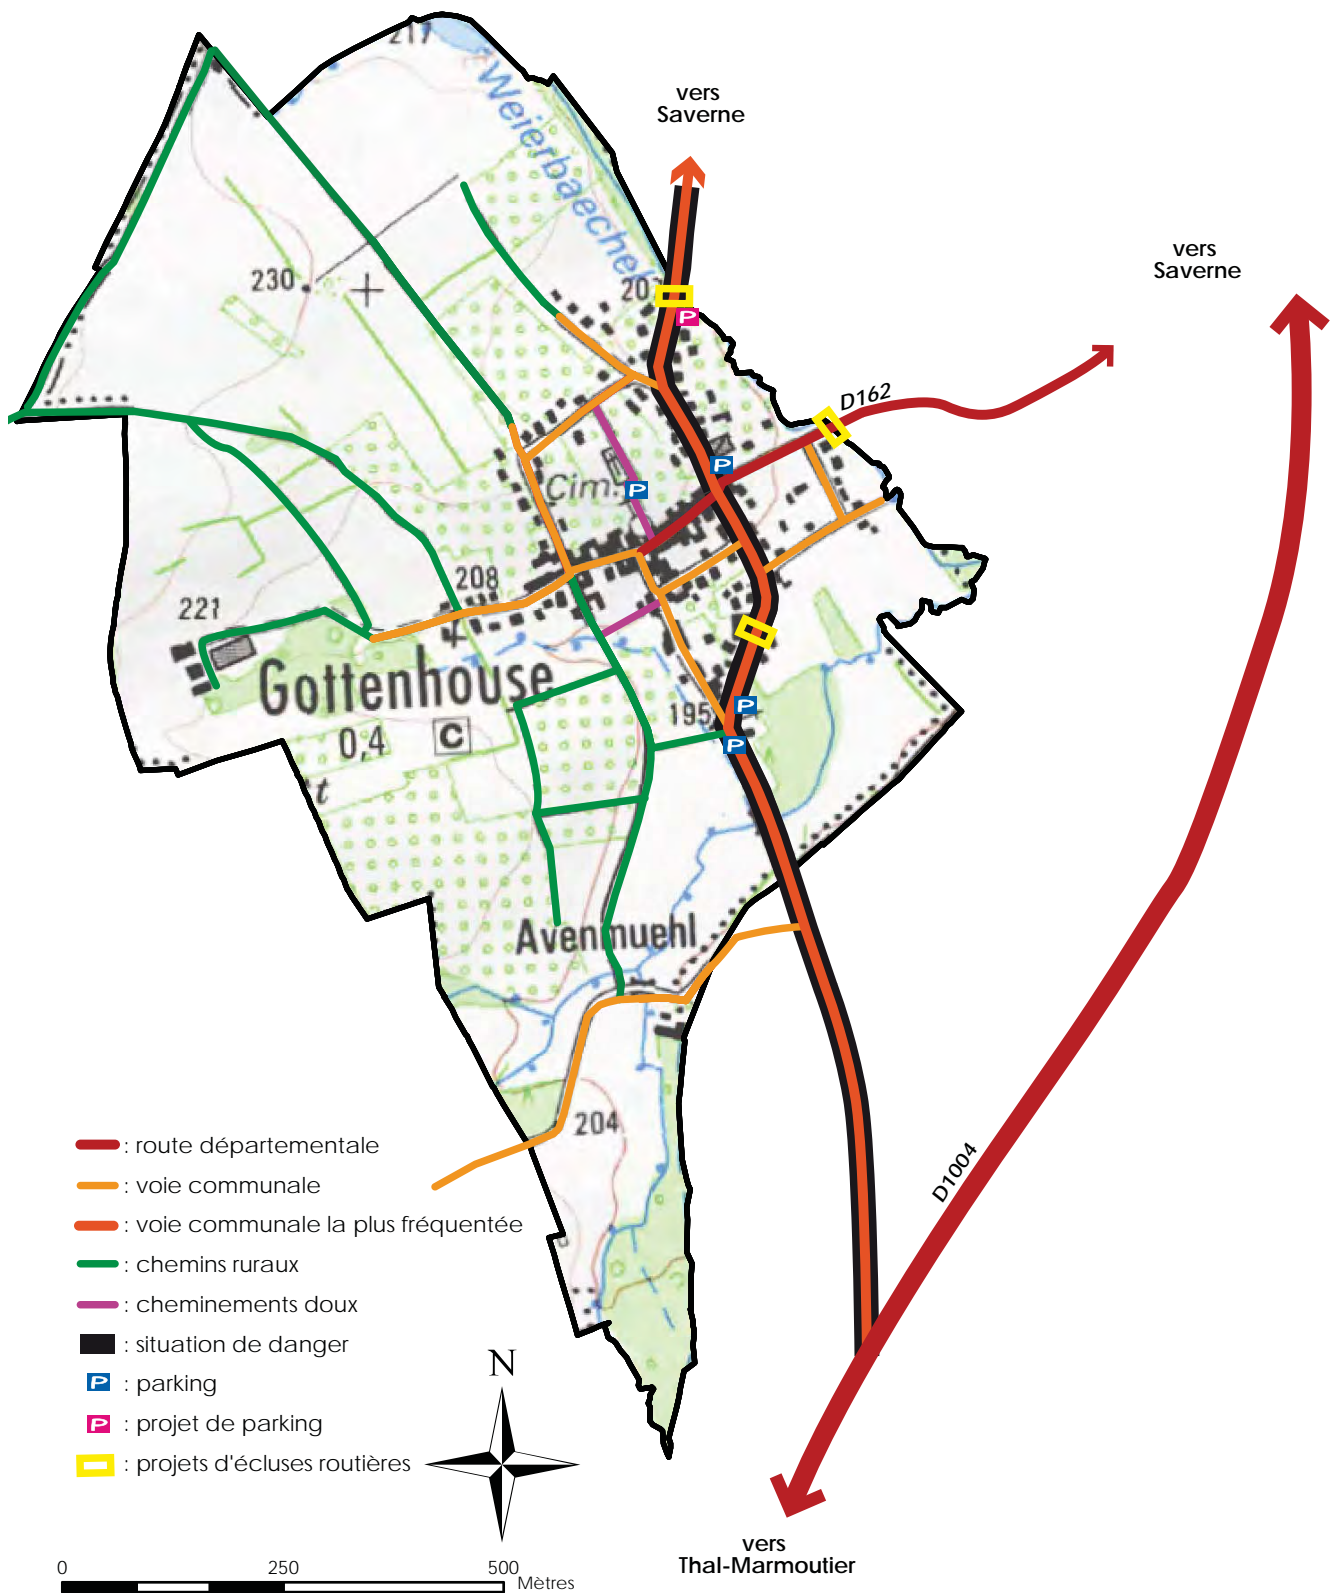 217
Weierbaechel
vers
Saverne
vers
Saverne
230
20
P
D162
P
Cim.
P
208
221
Gottenhouse
0,4
C
195
P
P
t
Avenmuehl
204
D1004
: route départementale
: voie communale
: voie communale la plus fréquentée
: chemins ruraux
: cheminements doux
: situation de danger
P : parking
P : projet de parking
: projets d'écluses routières
N
vers
Thal-Marmoutier
0 250 500
Mètres